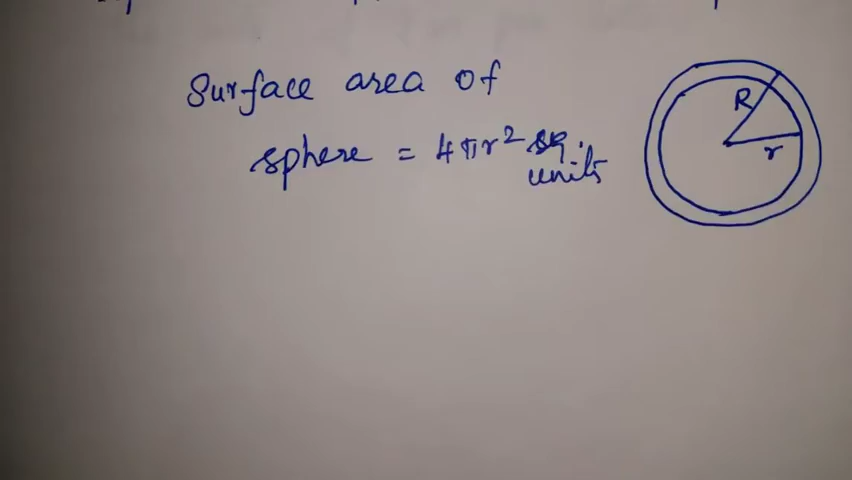 Surface area of
sphere = 4πr² sq.
units
R
r